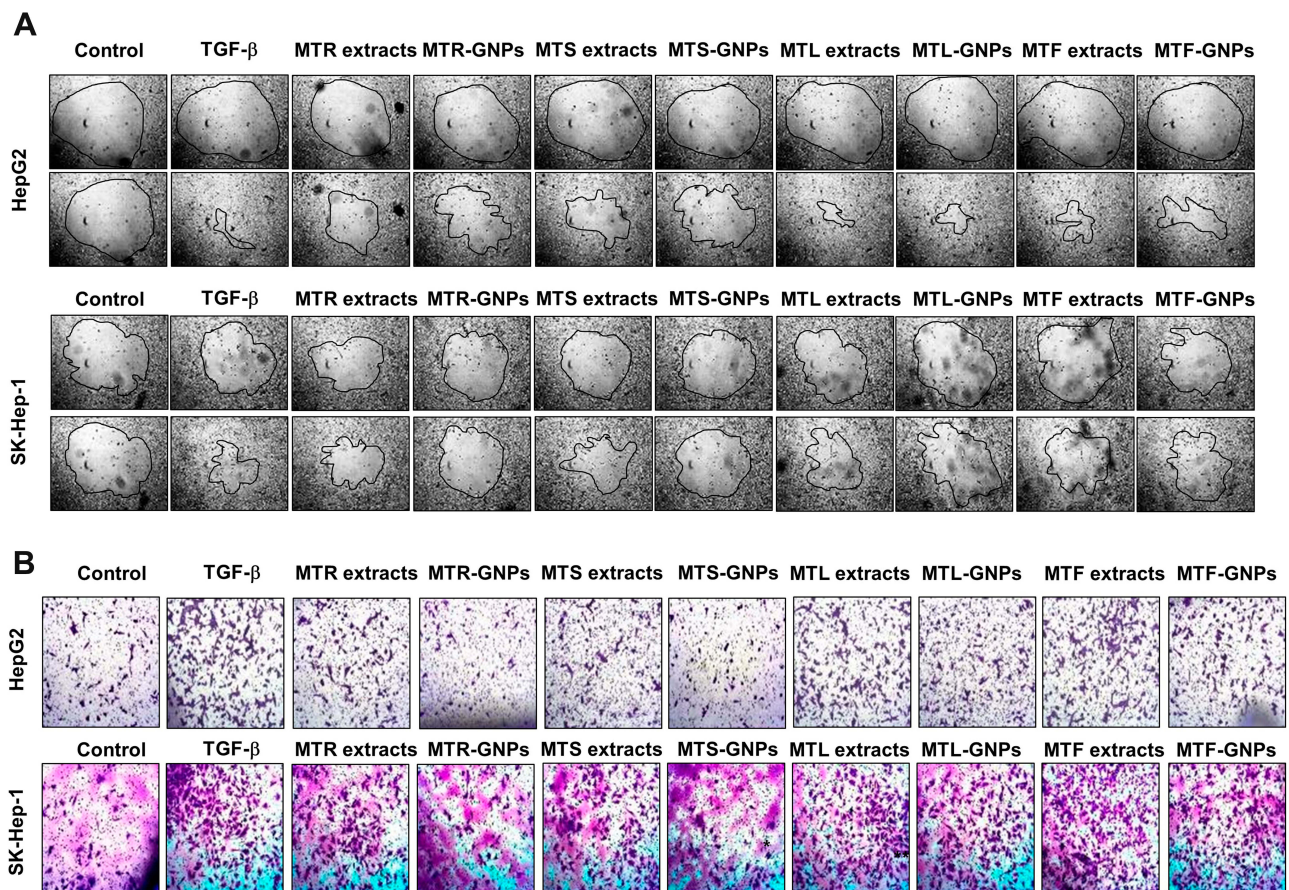 A
Control TGF-β MTR extracts MTR-GNPs MTS extracts MTS-GNPs MTL extracts MTL-GNPs MTF extracts MTF-GNPs
HepG2
Control TGF-β MTR extracts MTR-GNPs MTS extracts MTS-GNPs MTL extracts MTL-GNPs MTF extracts MTF-GNPs
SK-Hep-1
B
Control TGF-β MTR extracts MTR-GNPs MTS extracts MTS-GNPs MTL extracts MTL-GNPs MTF extracts MTF-GNPs
HepG2
Control TGF-β MTR extracts MTR-GNPs MTS extracts MTS-GNPs MTL extracts MTL-GNPs MTF extracts MTF-GNPs
SK-Hep-1
*
**